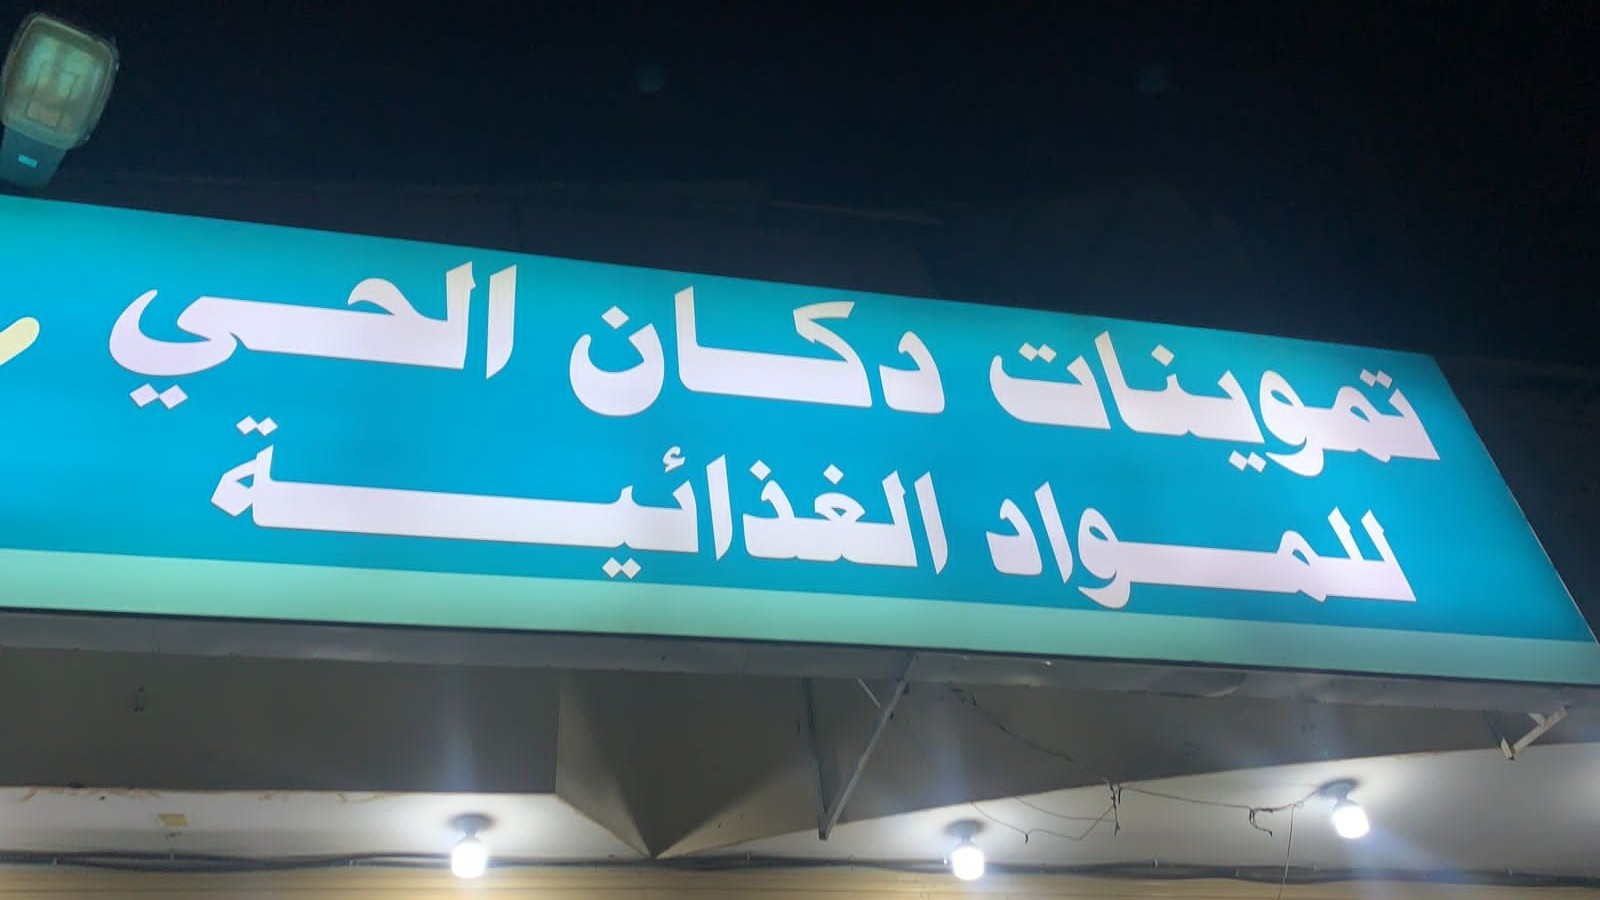 تموينات دكان الحي
للمواد الغذائية